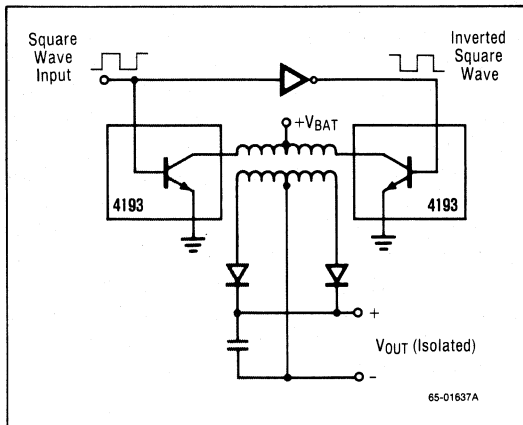 Square
Wave
Input
Inverted
Square
Wave
+VBAT
4193
4193
+
VOUT (Isolated)
-
65-01637A